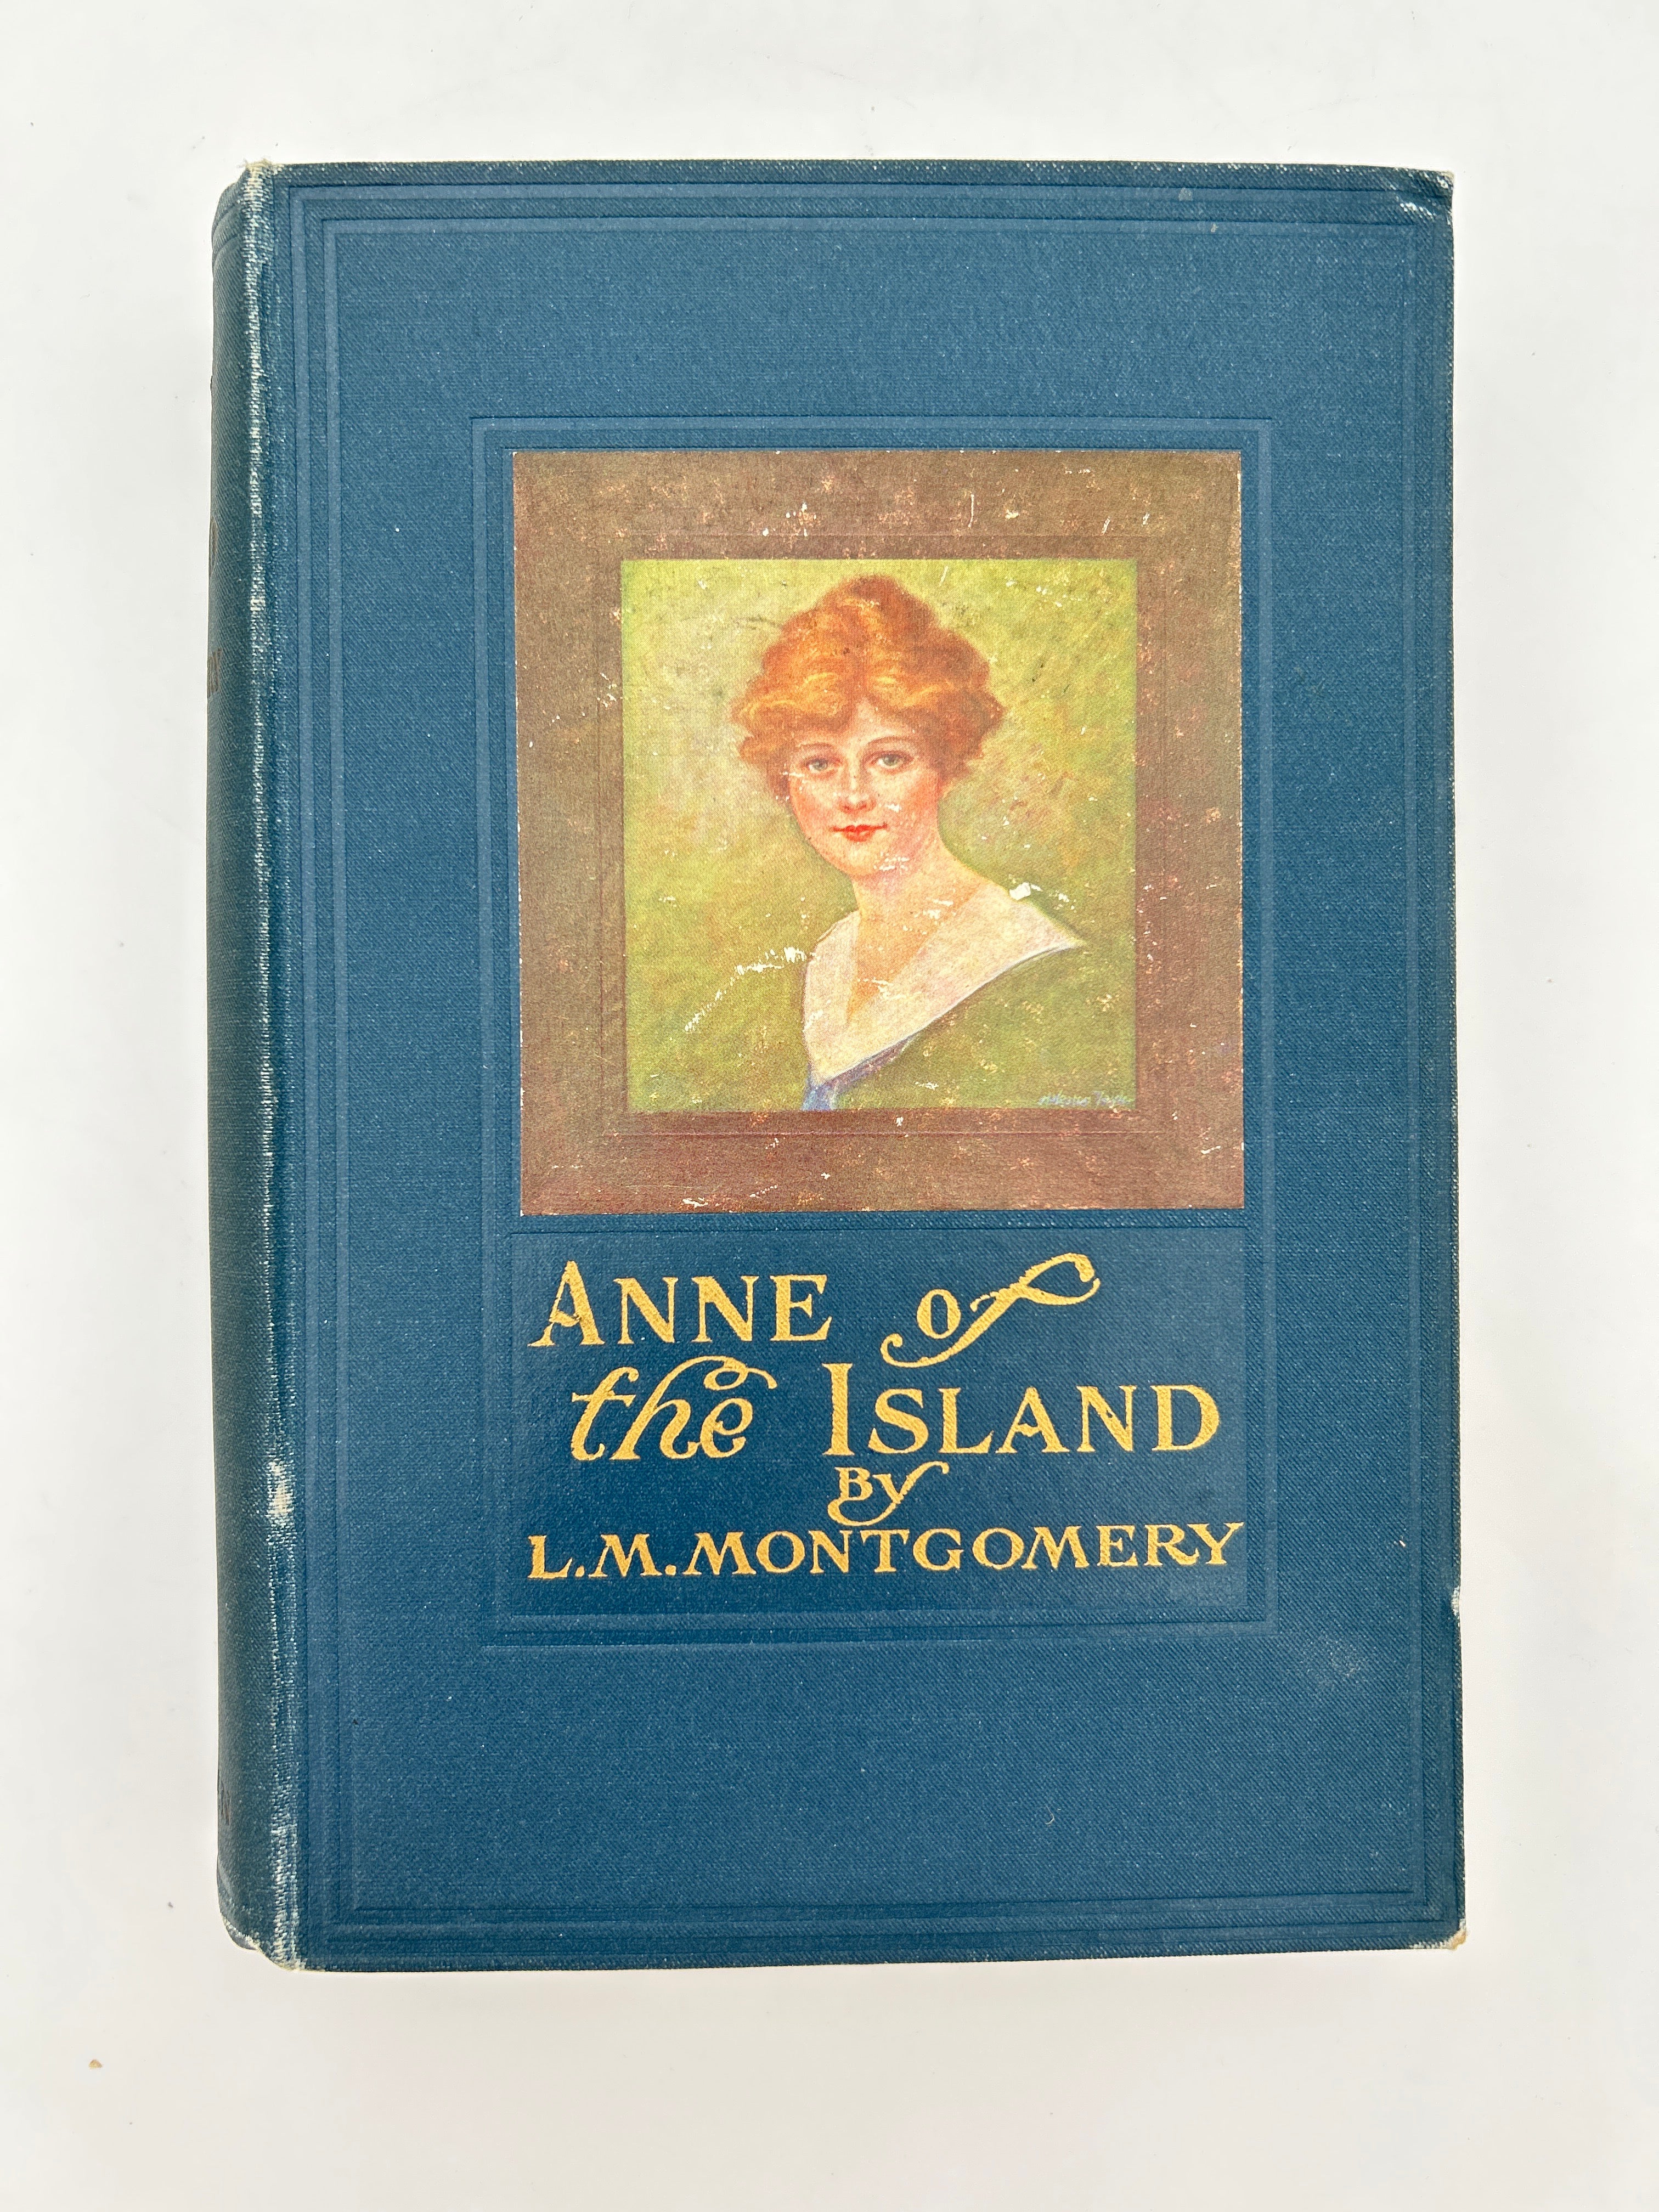 ANNE of
the ISLAND
BY
L.M. MONTGOMERY